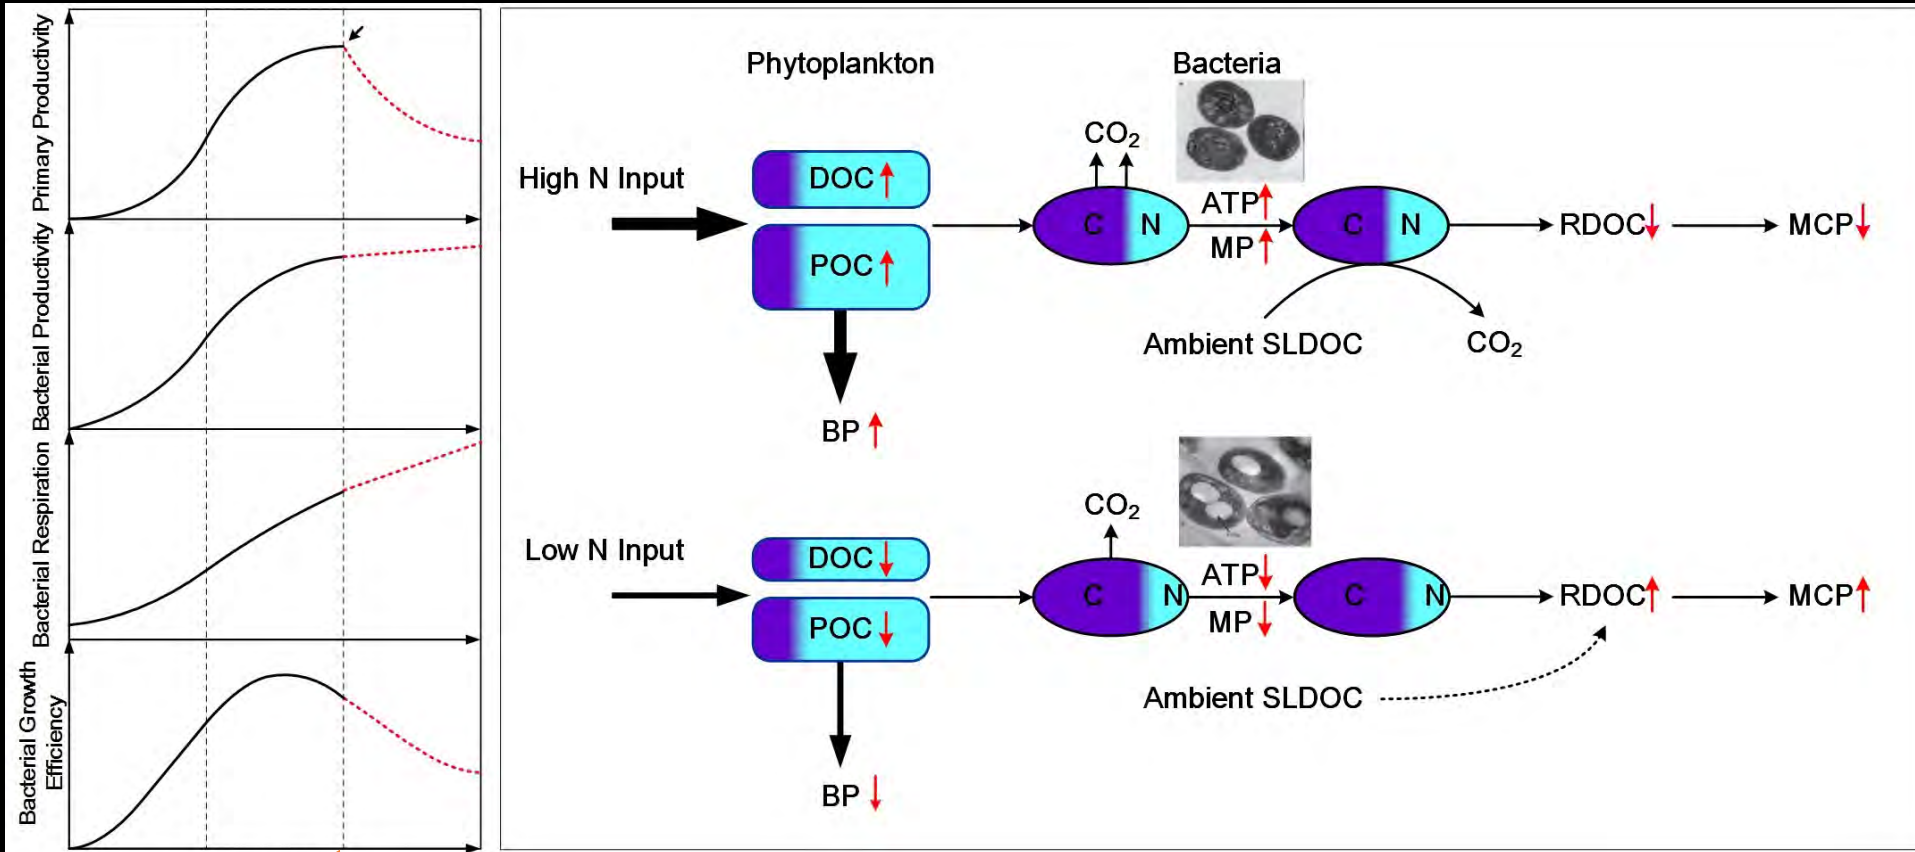 Primary Productivity
Bacterial Productivity
Bacterial Respiration
Bacterial Growth
Efficiency
Phytoplankton
Bacteria
High N Input
DOC
POC
BP
CO₂
C N
ATP
MP
C N
RDOC
MCP
Ambient SLDOC
CO₂
Low N Input
DOC
POC
BP
CO₂
C N
ATP
MP
C N
RDOC
MCP
Ambient SLDOC